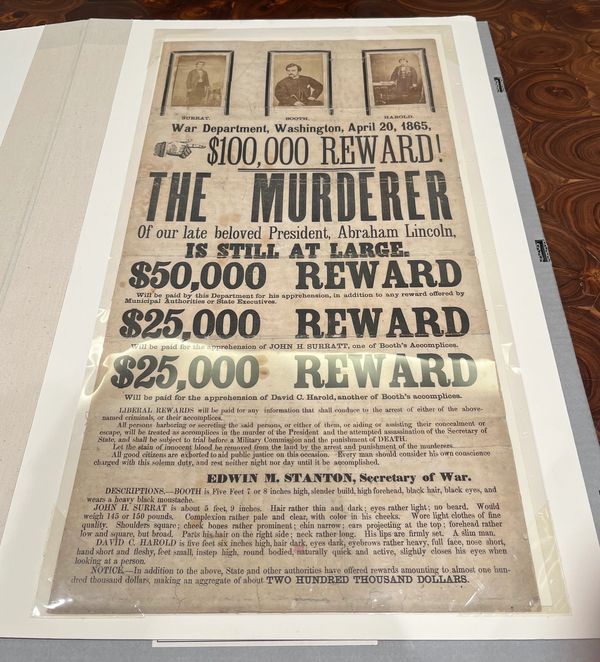 SURRAT.
BOOTH.
HAROLD.
War Department, Washington, April 20, 1865,
$100,000 REWARD!
THE MURDERER
Of our late beloved President, Abraham Lincoln,
IS STILL AT LARGE.
$50,000 REWARD
Will be paid by this Department for his apprehension, in addition to any reward offered by
Municipal Authorities or State Executives.
$25,000 REWARD
Will be paid for the apprehension of JOHN H. SURRATT, one of Booth's Accomplices.
$25,000 REWARD
Will be paid for the apprehension of David C. Harold, another of Booth's accomplices.
LIBERAL REWARDS will be paid for any information that shall conduce to the arrest of either of the above-
named criminals, or their accomplices.
All persons harboring or secreting the said persons, or either of them, or aiding or assisting their concealment or
escape, will be treated as accomplices in the murder of the President and the attempted assassination of the Secretary of
State, and shall be subject to trial before a Military Commission and the punishment of DEATH.
Let the stain of innocent blood be removed from the land by the arrest and punishment of the murderers.
All good citizens are exhorted to aid public justice on this occasion. Every man should consider his own conscience
charged with this solemn duty, and rest neither night nor day until it be accomplished.
EDWIN M. STANTON, Secretary of War.
DESCRIPTIONS.—BOOTH is Five Feet 7 or 8 inches high, slender build, high forehead, black hair, black eyes, and
wears a heavy black moustache.
JOHN H. SURRAT is about 5 feet, 9 inches. Hair rather thin and dark; eyes rather light; no beard. Would
weigh 145 or 150 pounds. Complexion rather pale and clear, with color in his cheeks. Wore light clothes of fine
quality. Shoulders square; cheek bones rather prominent; chin narrow; ears projecting at the top; forehead rather
low and square, but broad. Parts his hair on the right side; neck rather long. His lips are firmly set. A slim man.
DAVID C. HAROLD is five feet six inches high, hair dark, eyes dark, eyebrows rather heavy, full face, nose short,
hand short and fleshy, feet small, instep high, round bodied, naturally quick and active, slightly closes his eyes when
looking at a person.
NOTICE.—In addition to the above, State and other authorities have offered rewards amounting to almost one hun-
dred thousand dollars, making an aggregate of about TWO HUNDRED THOUSAND DOLLARS.